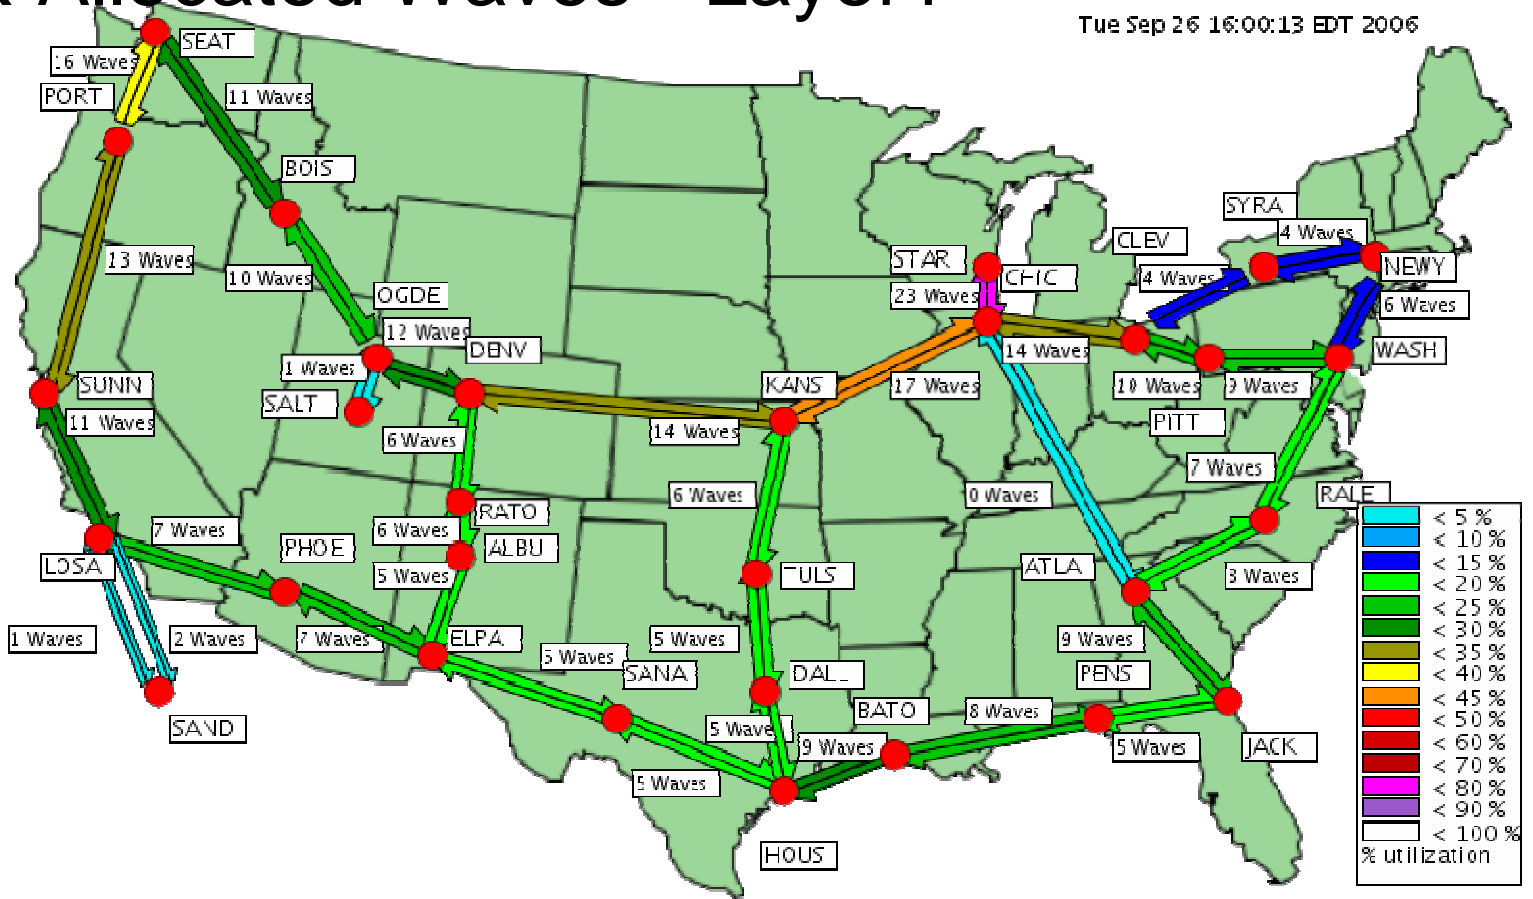 Allocated Waves - Layer1
Tue Sep 26 16:00:13 EDT 2006
SEAT
16 Waves
PORT
11 Waves
BOIS
SYRA
4 Waves
CLEV
13 Waves
STAR
NEWY
10 Waves
CHIC
4 Waves
OGDE
23 Waves
6 Waves
12 Waves
DENV
14 Waves
WASH
1 Waves
SUNN
KANS
17 Waves
10 Waves
9 Waves
SALT
11 Waves
PITT
6 Waves
14 Waves
7 Waves
6 Waves
0 Waves
RALE
RATO
7 Waves
6 Waves
PHOE
ALBU
LOSA
ATLA
5 Waves
TULS
3 Waves
1 Waves
2 Waves
7 Waves
ELPA
5 Waves
5 Waves
9 Waves
SANA
DAL
PENS
BATO
8 Waves
SAND
5 Waves
9 Waves
5 Waves
JACK
5 Waves
HOUS
< 5 %
< 10 %
< 15 %
< 20 %
< 25 %
< 30 %
< 35 %
< 40 %
< 45 %
< 50 %
< 60 %
< 70 %
< 80 %
< 90 %
< 100 %
% utilization